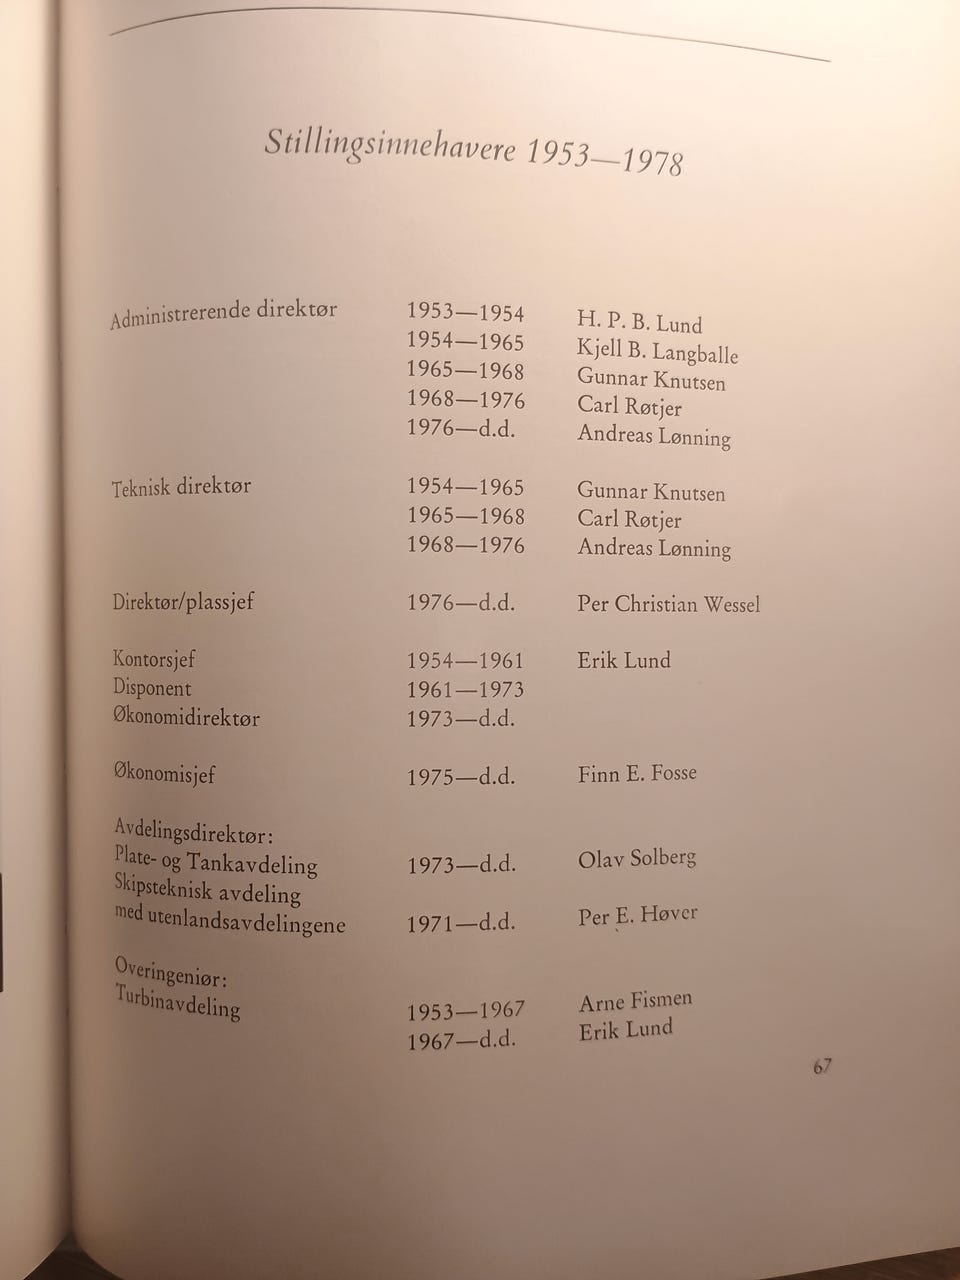 Stillingsinnehavere 1953—1978
Administrerende direktør 1953—1954 H. P. B. Lund
1954—1965 Kjell B. Langballe
1965—1968 Gunnar Knutsen
1968—1976 Carl Røtjer
1976—d.d. Andreas Lønning
Teknisk direktør 1954—1965 Gunnar Knutsen
1965—1968 Carl Røtjer
1968—1976 Andreas Lønning
Direktør/plassjef 1976—d.d. Per Christian Wessel
Kontorsjef 1954—1961 Erik Lund
Disponent 1961—1973
Økonomidirektør 1973—d.d.
Økonomisjef 1975—d.d. Finn E. Fosse
Avdelingsdirektør:
Plate- og Tankavdeling 1973—d.d. Olav Solberg
Skipsteknisk avdeling
med utenlandsavdelingene 1971—d.d. Per E. Høver
Overingeniør:
Turbinavdeling 1953—1967 Arne Fismen
1967—d.d. Erik Lund
67